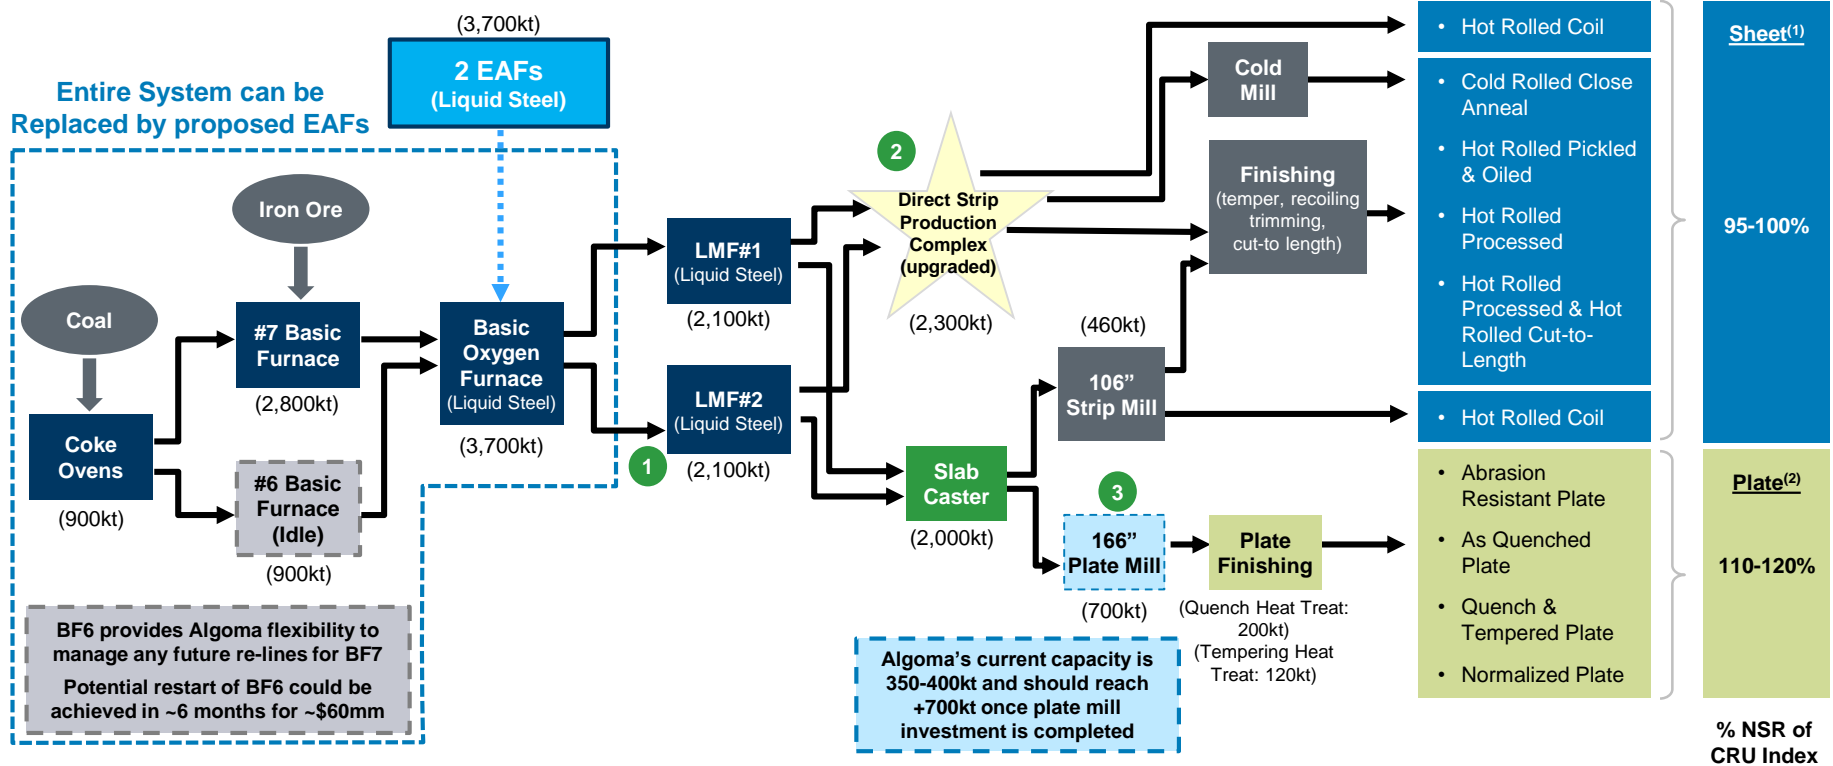 (3,700kt)
2 EAFs
(Liquid Steel)
Entire System can be
Replaced by proposed EAFs
Iron Ore
Coal
#7 Basic
Furnace
(2,800kt)
Coke
Ovens
(900kt)
#6 Basic
Furnace
(Idle)
(900kt)
Basic
Oxygen
Furnace
(Liquid Steel)
(3,700kt)
BF6 provides Algoma flexibility to
manage any future re-lines for BF7
Potential restart of BF6 could be
achieved in ~6 months for ~$60mm
LMF#1
(Liquid Steel)
(2,100kt)
1
LMF#2
(Liquid Steel)
(2,100kt)
2
Direct Strip
Production
Complex
(upgraded)
(2,300kt)
Slab
Caster
(2,000kt)
Cold
Mill
Finishing
(temper, recoiling
trimming,
cut-to length)
(460kt)
106”
Strip Mill
3
166”
Plate Mill
(700kt)
Plate
Finishing
(Quench Heat Treat:
200kt)
(Tempering Heat
Treat: 120kt)
Algoma’s current capacity is
350-400kt and should reach
+700kt once plate mill
investment is completed
• Hot Rolled Coil
• Cold Rolled Close
Anneal
• Hot Rolled Pickled
& Oiled
• Hot Rolled
Processed
• Hot Rolled
Processed & Hot
Rolled Cut-to-
Length
• Hot Rolled Coil
• Abrasion
Resistant Plate
• As Quenched
Plate
• Quench &
Tempered Plate
• Normalized Plate
Sheet(1)
95-100%
Plate(2)
110-120%
% NSR of
CRU Index